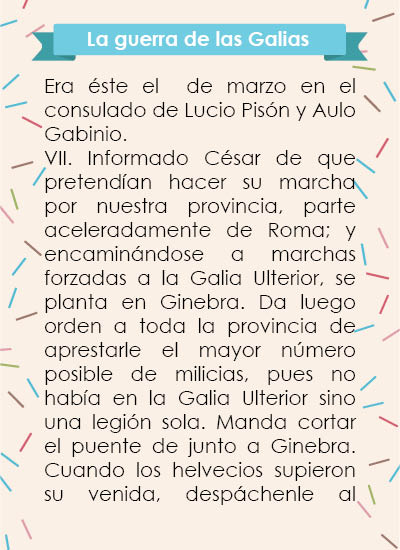 La guerra de las Galias
Era éste el de marzo en el
consulado de Lucio Pisón y Aulo
Gabinio.
VII. Informado César de que
pretendían hacer su marcha
por nuestra provincia, parte
aceleradamente de Roma; y
encaminándose a marchas
forzadas a la Galia Ulterior, se
planta en Ginebra. Da luego
orden a toda la provincia de
aprestarle el mayor número
posible de milicias, pues no
había en la Galia Ulterior sino
una legión sola. Manda cortar
el puente de junto a Ginebra.
Cuando los helvecios supieron
su venida, despáchenle al